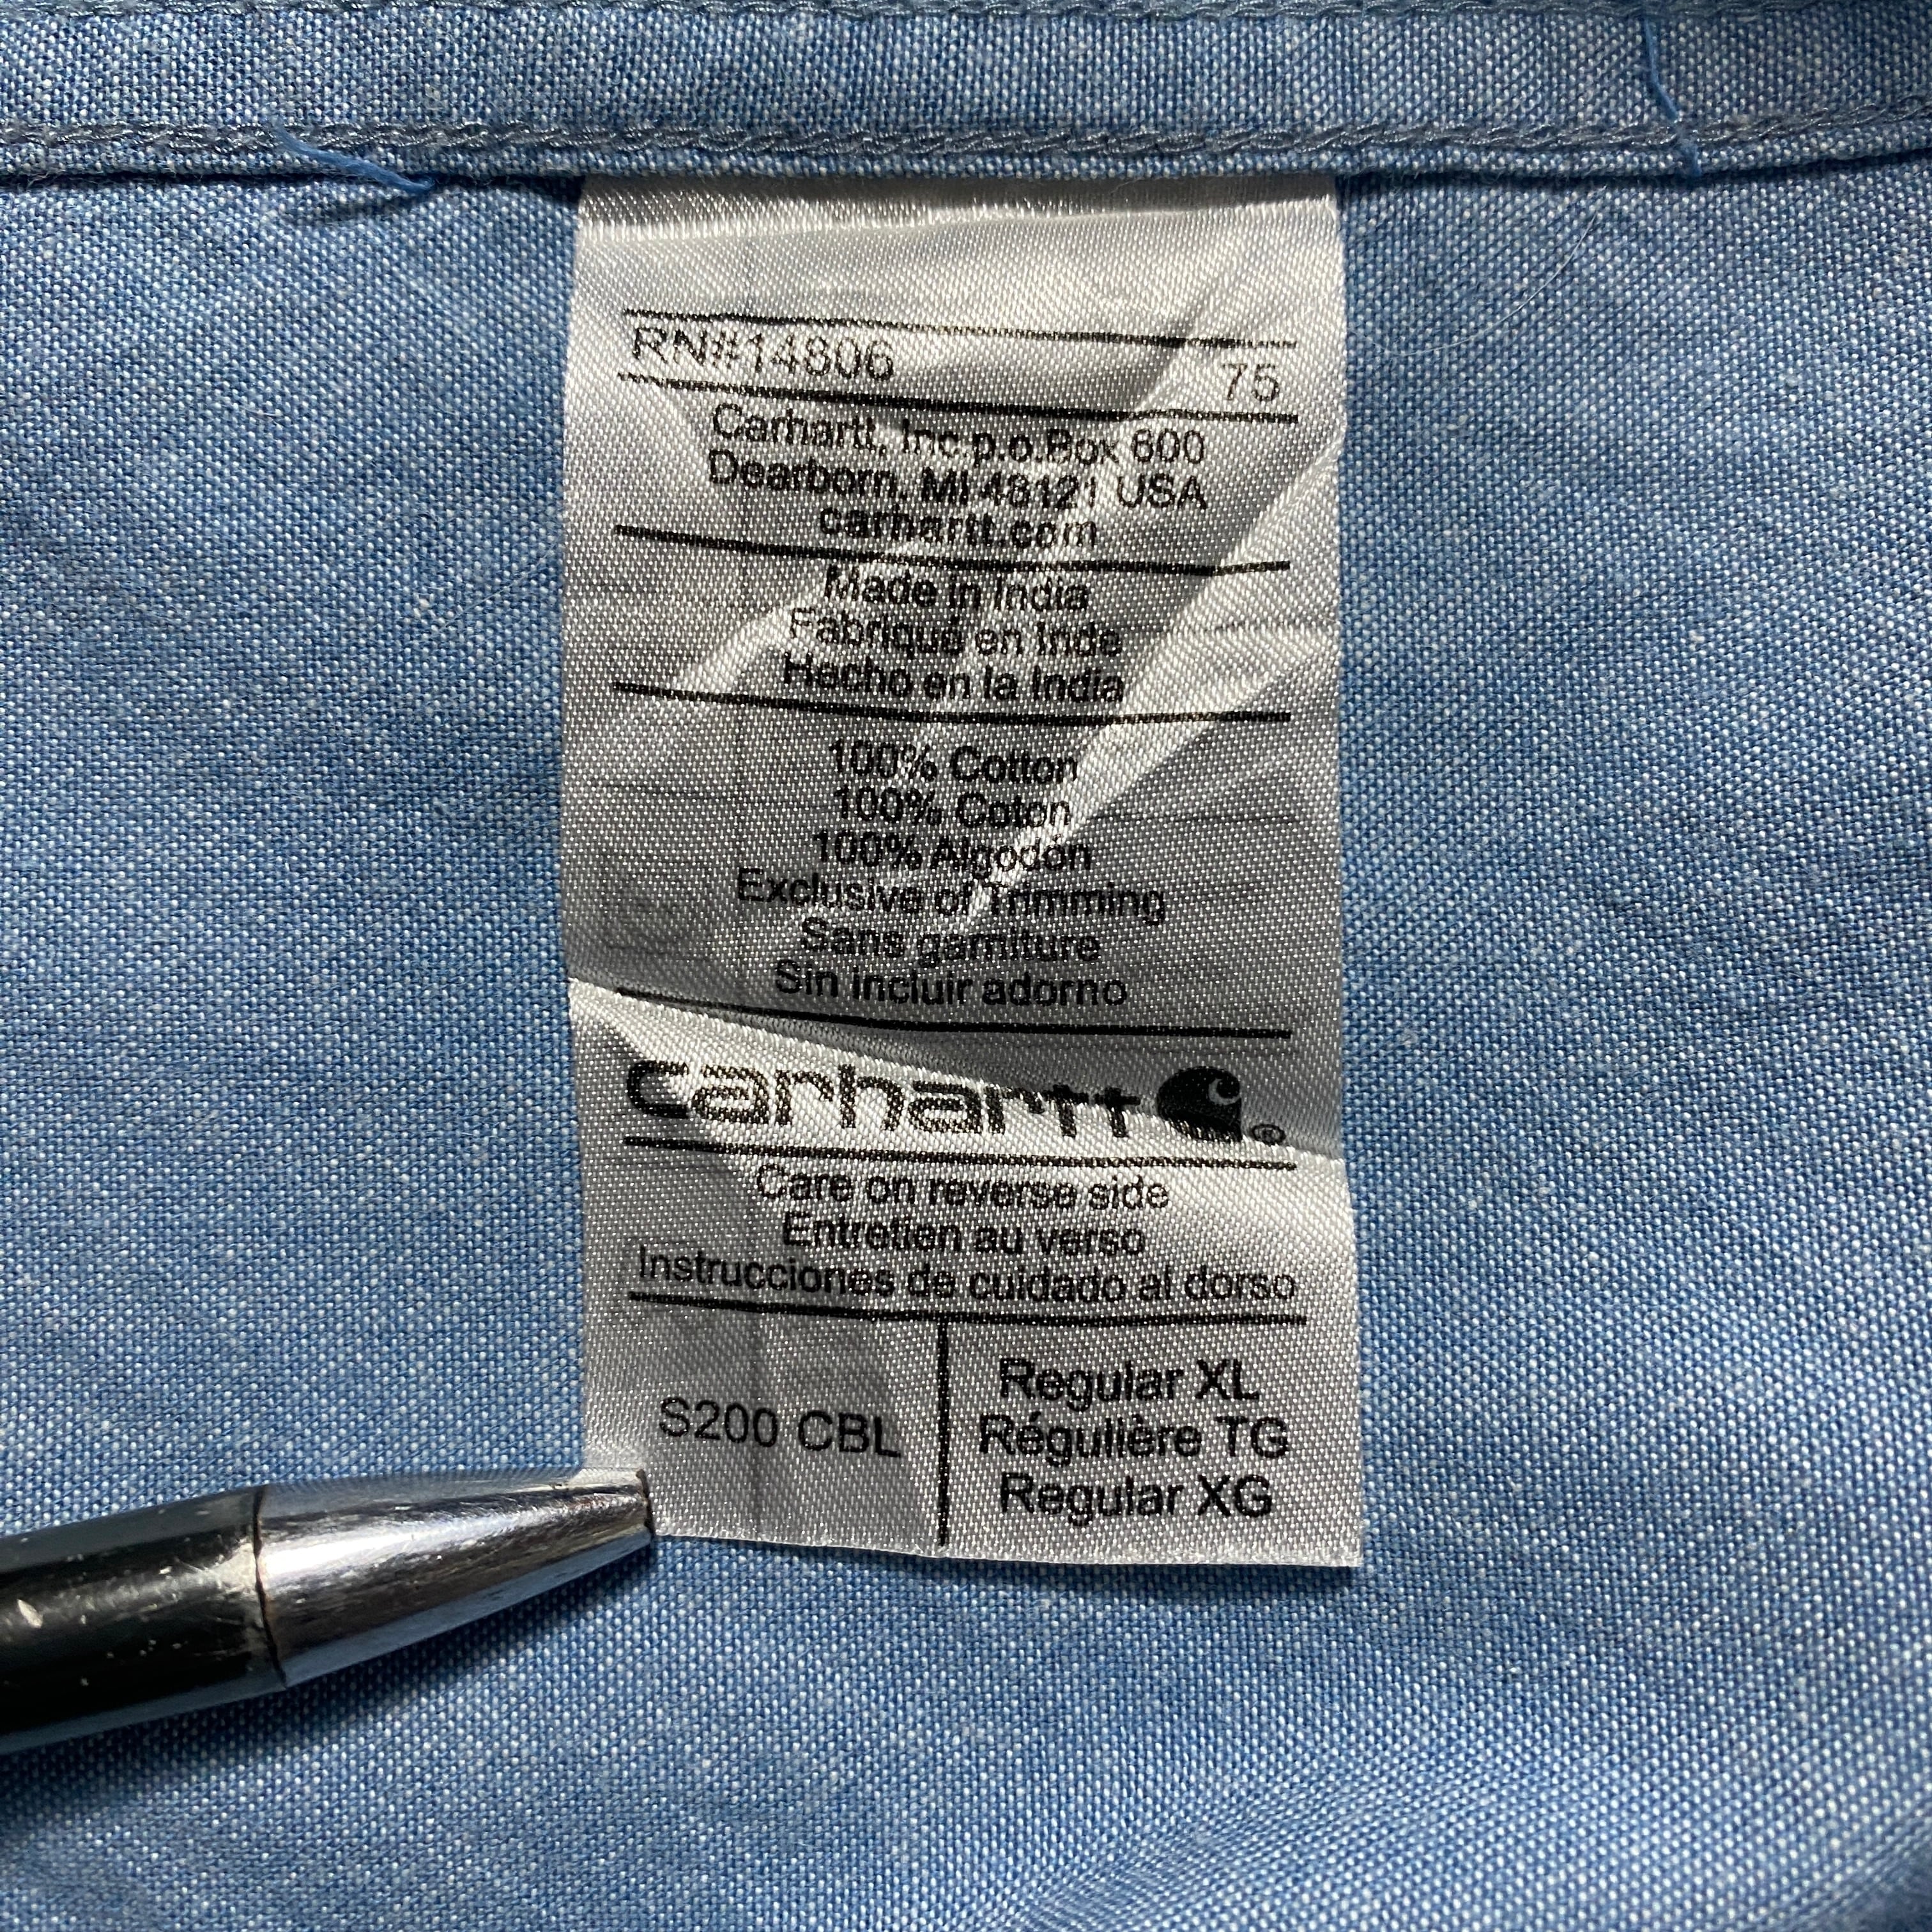 RN#14806 75
Carhartt, Inc p.o.Box 600
Dearborn, MI 48121 USA
carhartt.com
Made in India
Fabriqué en Inde
Hecho en la India
100% Cotton
100% Coton
100% Algodón
Exclusive of Trimming
Sans garniture
Sin incluir adorno
carhartt ®
Care on reverse side
Entretien au verso
Instrucciones de cuidado al dorso
S200 CBL
Regular XL
Régulière TG
Regular XG